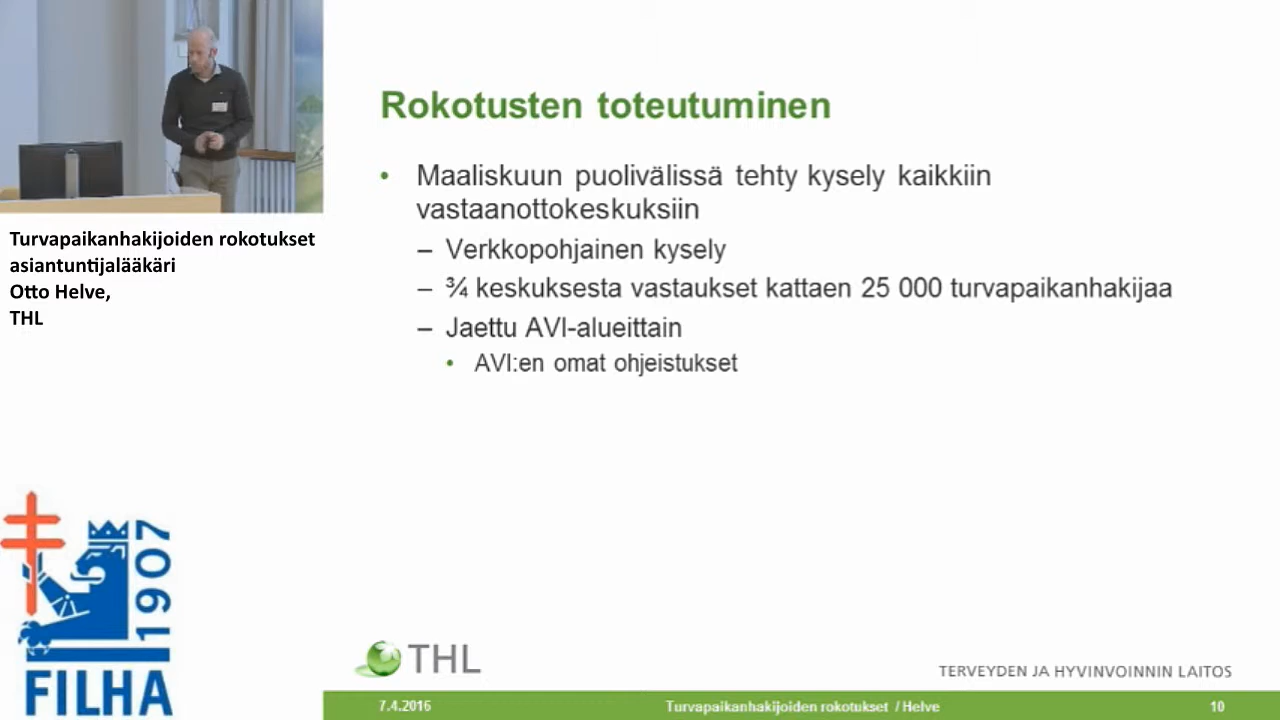 Rokotusten toteutuminen
• Maaliskuun puolivälissä tehty kysely kaikkiin
vastaanottokeskuksiin
– Verkkopohjainen kysely
– ¾ keskuksesta vastaukset kattaen 25 000 turvapaikanhakijaa
– Jaettu AVI-alueittain
• AVI:en omat ohjeistukset
Turvapaikanhakijoiden rokotukset
asiantuntijalääkäri
Otto Helve,
THL
1907
FILHA
THL
TERVEYDEN JA HYVINVOINNIN LAITOS
7.4.2016
Turvapaikanhakijoiden rokotukset / Helve
10